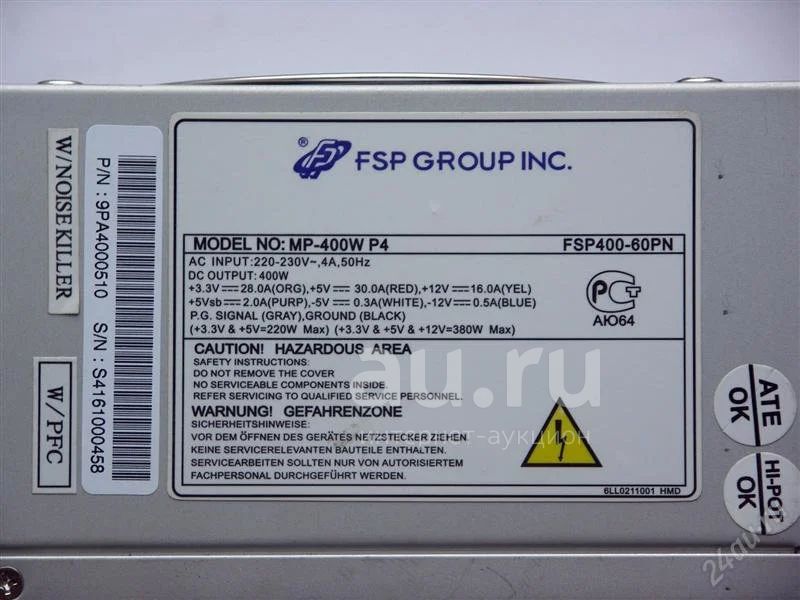 W/NOISE KILLER
W/PFC
P/N : 9PA4000510 S/N : S4161000458
® FSP GROUP INC.
MODEL NO: MP-400W P4 FSP400-60PN
AC INPUT: 220-230V~,4A,50Hz
DC OUTPUT: 400W
+3.3V ⎓ 28.0A(ORG), +5V ⎓ 30.0A(RED), +12V ⎓ 16.0A(YEL)
+5Vsb ⎓ 2.0A(PURP), -5V ⎓ 0.3A(WHITE), -12V ⎓ 0.5A(BLUE)
P.G. SIGNAL (GRAY),GROUND (BLACK)
(+3.3V & +5V=220W Max) (+3.3V & +5V & +12V=380W Max)
АЮ64
CAUTION! HAZARDOUS AREA
SAFETY INSTRUCTIONS:
DO NOT REMOVE THE COVER
NO SERVICEABLE COMPONENTS INSIDE.
REFER SERVICING TO QUALIFIED SERVICE PERSONNEL.
WARNUNG! GEFAHRENZONE
SICHERHEITSHINWEISE:
VOR DEM ÖFFNEN DES GERÄTES NETZSTECKER ZIEHEN
KEINE SERVICERELEVANTEN BAUTEILE ENTHALTEN.
SERVICEARBEITEN SOLLTEN NUR VON AUTORISIERTEM
FACHPERSONAL DURCHGEFÜHRT WERDEN.
6LL0211001 HMD
ATE
OK
HI-POT
OK
au.ru
интернет-аукцион
24au.ru